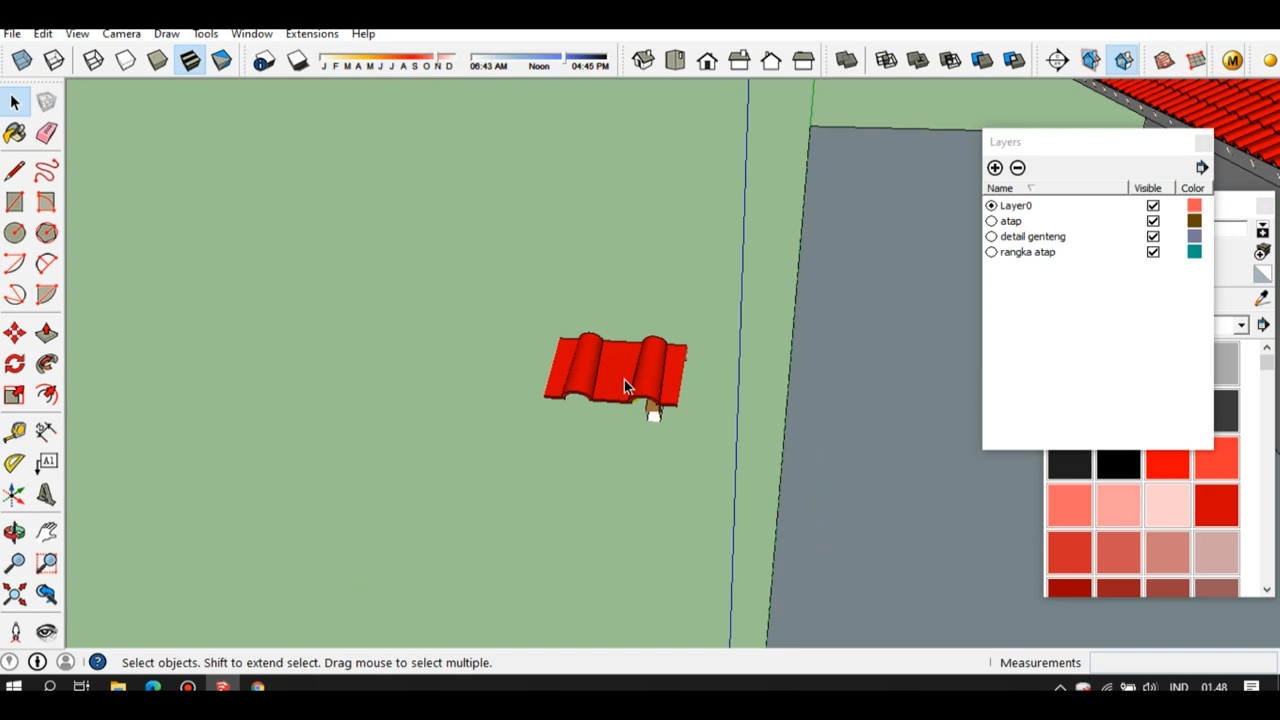 File Edit View Camera Draw Tools Window Extensions Help
J F M A M J J A S O N D
06:43 AM Noon 04:45 PM
M
Layers
Name Visible Color
Layer0
atap
detail genteng
rangka atap
A1
Select objects. Shift to extend select. Drag mouse to select multiple.
Measurements
IND 01.48